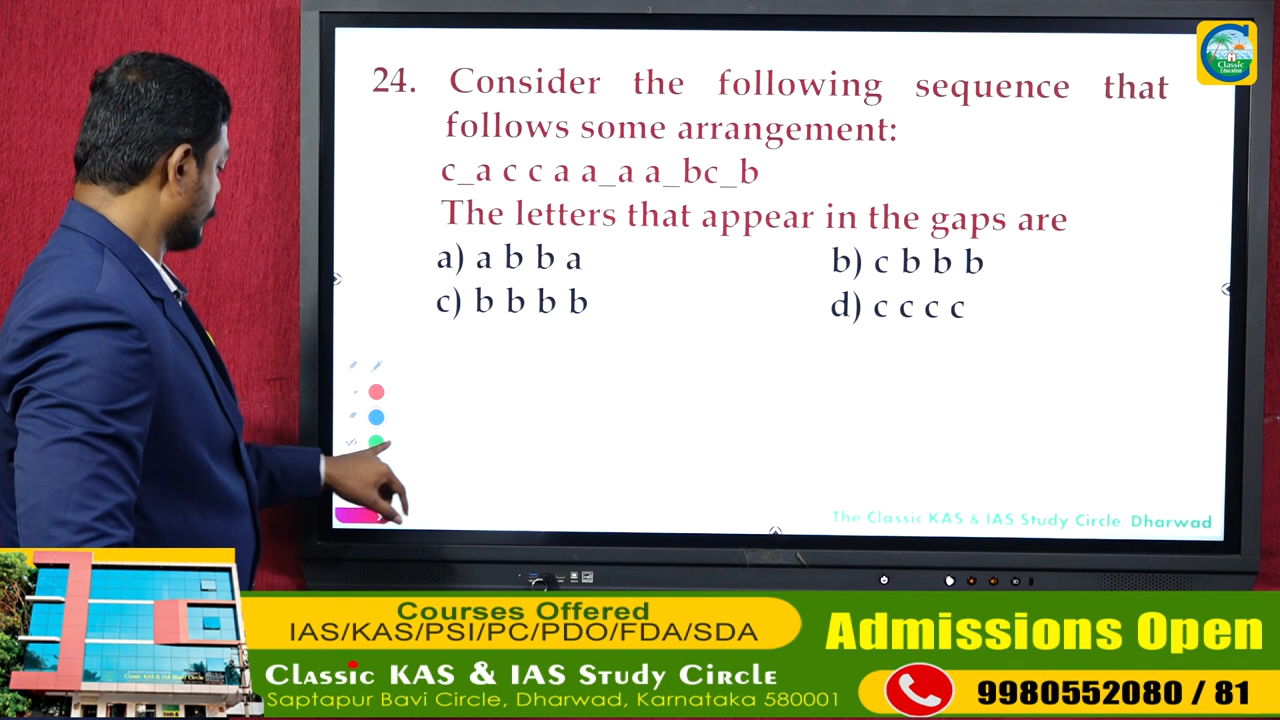 24. Consider the following sequence that
follows some arrangement:
c_a c c a a_a a_bc_b
The letters that appear in the gaps are
a) a b b a
b) c b b b
c) b b b b
d) c c c c
Classic
Education
The Classic KAS & IAS Study Circle Dharwad
Courses Offered
IAS/KAS/PSI/PC/PDO/FDA/SDA
Classic KAS & IAS Study Circle
Saptapur Bavi Circle, Dharwad, Karnataka 580001
Admissions Open
9980552080 / 81